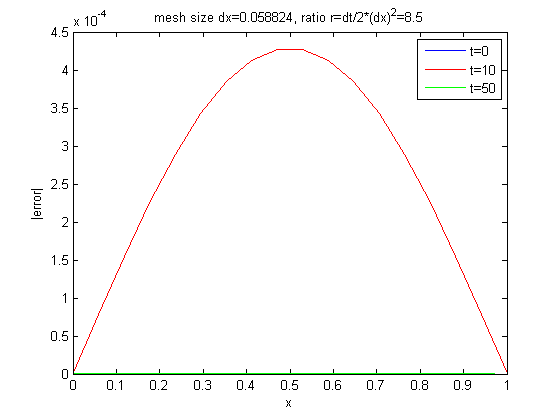 mesh size dx=0.058824, ratio r=dt/2*(dx)²=8.5
x 10⁻⁴
4.5
4
3.5
3
2.5
2
1.5
1
0.5
0
|error|
t=0
t=10
t=50
0 0.1 0.2 0.3 0.4 0.5 0.6 0.7 0.8 0.9 1
x